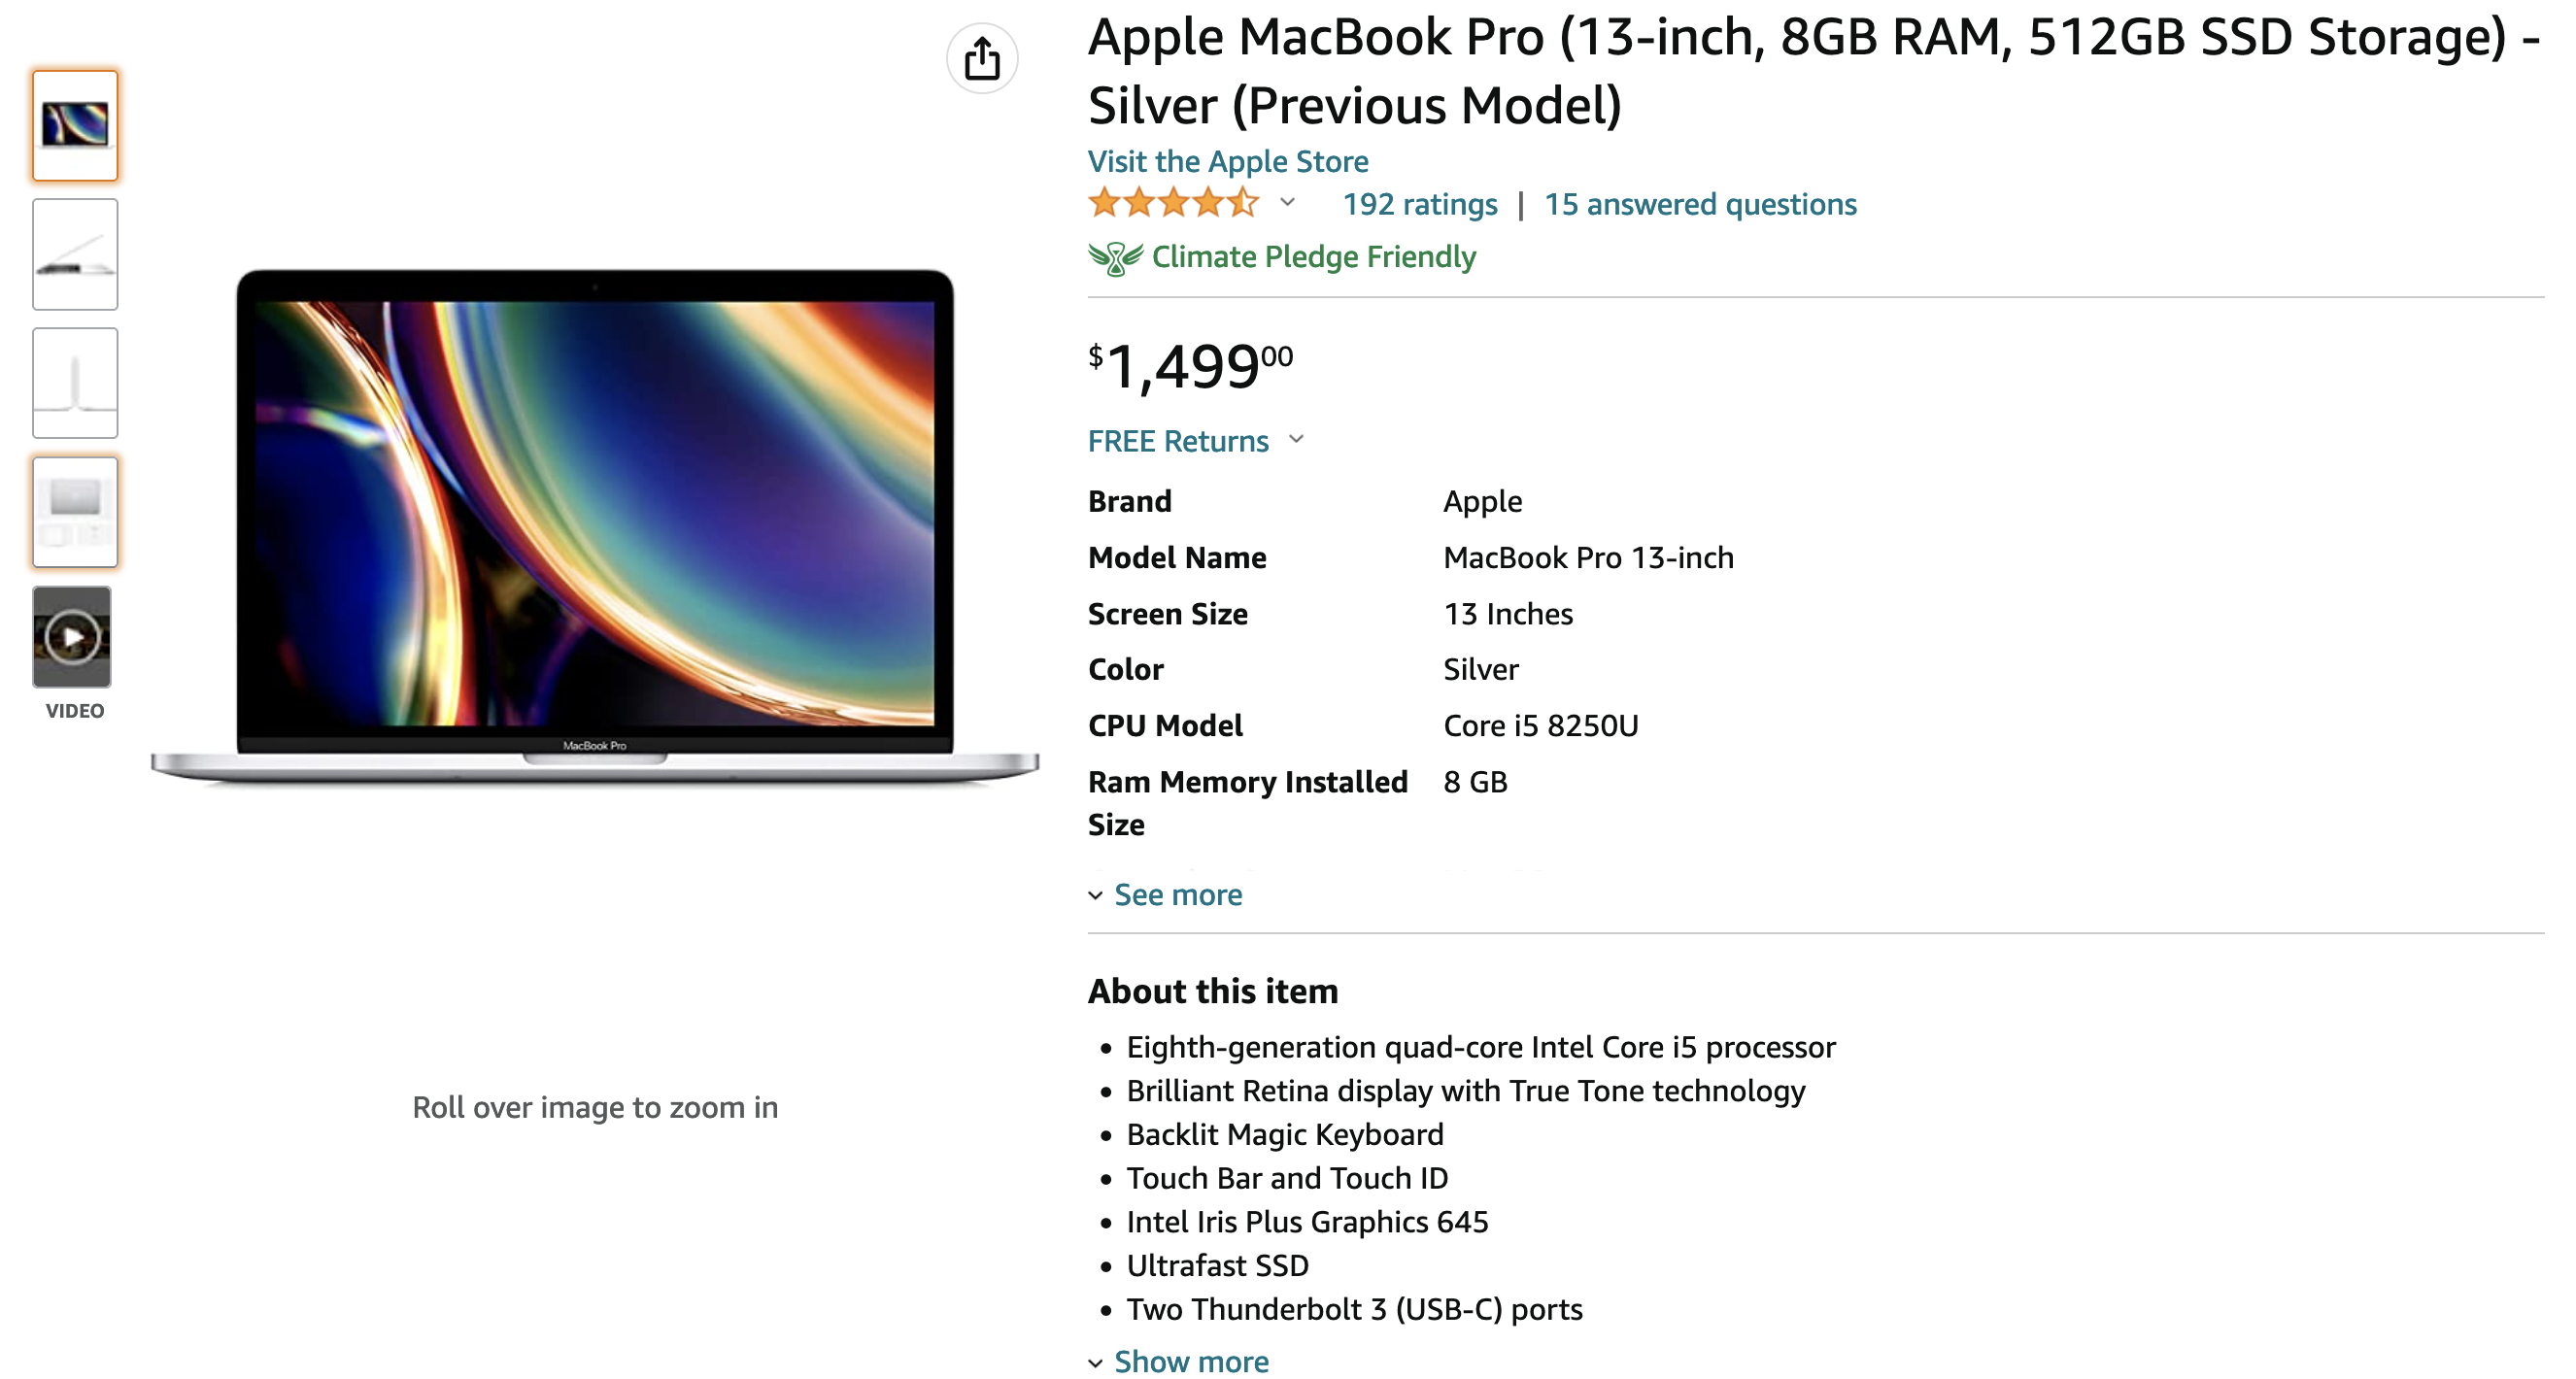 Apple MacBook Pro (13-inch, 8GB RAM, 512GB SSD Storage) -
Silver (Previous Model)
Visit the Apple Store
192 ratings | 15 answered questions
Climate Pledge Friendly
$1,49900
FREE Returns
Brand Apple
Model Name MacBook Pro 13-inch
Screen Size 13 Inches
Color Silver
CPU Model Core i5 8250U
Ram Memory Installed 8 GB
Size
See more
About this item
• Eighth-generation quad-core Intel Core i5 processor
• Brilliant Retina display with True Tone technology
• Backlit Magic Keyboard
• Touch Bar and Touch ID
• Intel Iris Plus Graphics 645
• Ultrafast SSD
• Two Thunderbolt 3 (USB-C) ports
Show more
VIDEO
MacBook Pro
Roll over image to zoom in